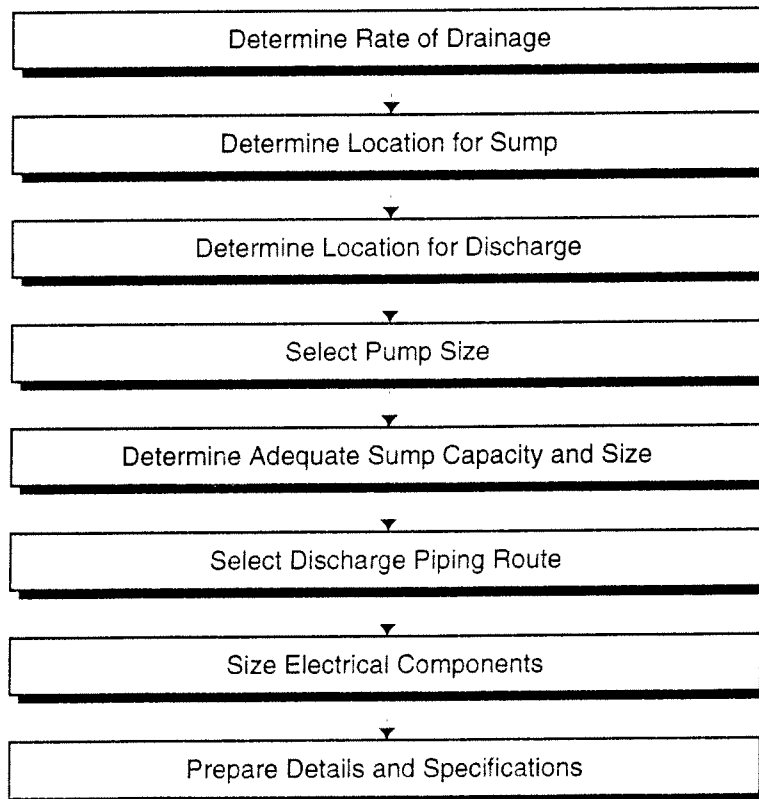 Determine Rate of Drainage
Determine Location for Sump
Determine Location for Discharge
Select Pump Size
Determine Adequate Sump Capacity and Size
Select Discharge Piping Route
Size Electrical Components
Prepare Details and Specifications